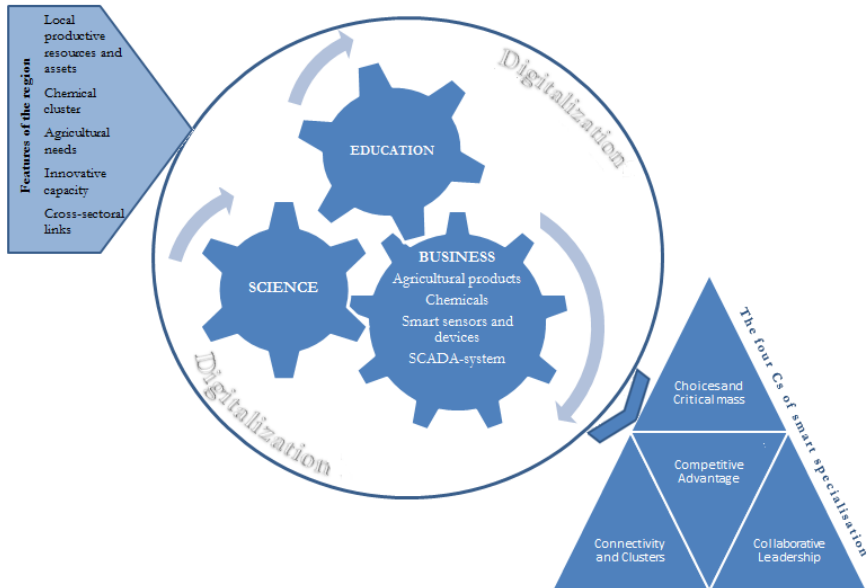 Features of the region
Local
productive
resources and
assets
Chemical
cluster
Agricultural
needs
Innovative
capacity
Cross-sectoral
links
Digitalization
EDUCATION
SCIENCE
BUSINESS
Agricultural products
Chemicals
Smart sensors and
devices
SCADA-system
Digitalization
The four Cs of smart specialisation
Choices and
Critical mass
Competitive
Advantage
Connectivity
and Clusters
Collaborative
Leadership